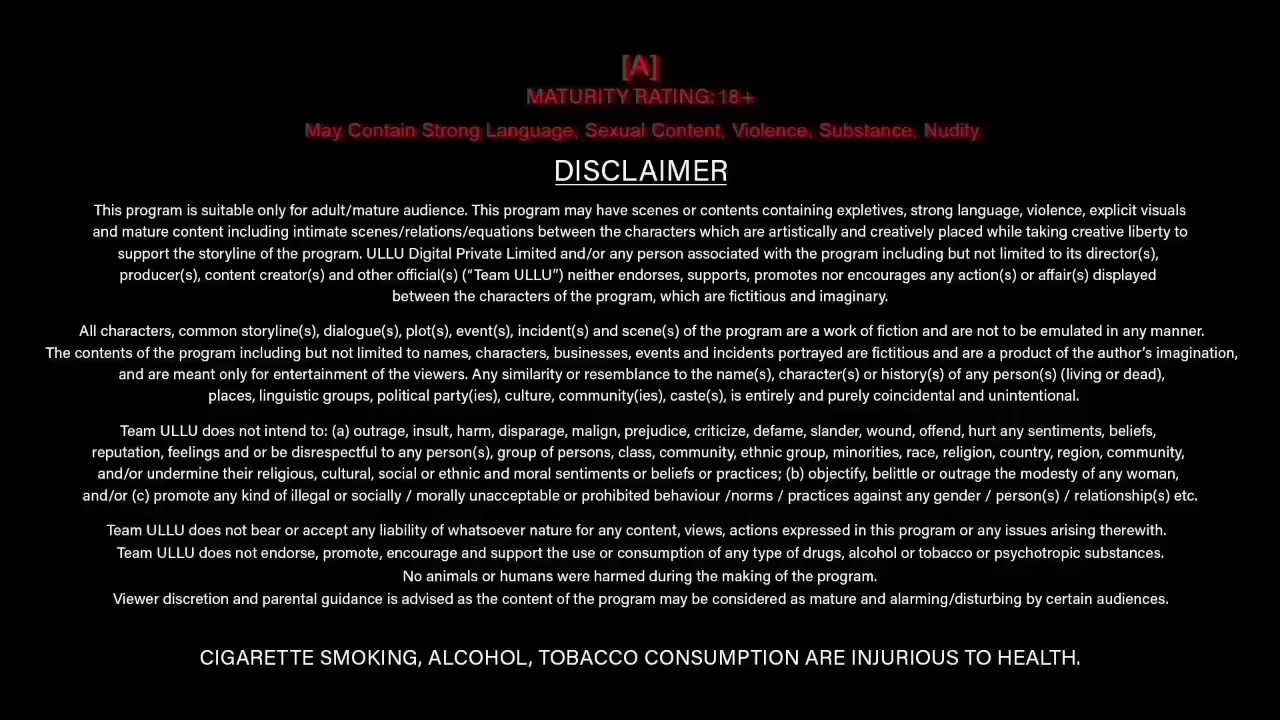 [A]
MATURITY RATING: 18+
May Contain Strong Language, Sexual Content, Violence, Substance, Nudity
DISCLAIMER
This program is suitable only for adult/mature audience. This program may have scenes or contents containing expletives, strong language, violence, explicit visuals
and mature content including intimate scenes/relations/equations between the characters which are artistically and creatively placed while taking creative liberty to
support the storyline of the program. ULLU Digital Private Limited and/or any person associated with the program including but not limited to its director(s),
producer(s), content creator(s) and other official(s) (“Team ULLU”) neither endorses, supports, promotes nor encourages any action(s) or affair(s) displayed
between the characters of the program, which are fictitious and imaginary.
All characters, common storyline(s), dialogue(s), plot(s), event(s), incident(s) and scene(s) of the program are a work of fiction and are not to be emulated in any manner.
The contents of the program including but not limited to names, characters, businesses, events and incidents portrayed are fictitious and are a product of the author’s imagination,
and are meant only for entertainment of the viewers. Any similarity or resemblance to the name(s), character(s) or history(s) of any person(s) (living or dead),
places, linguistic groups, political party(ies), culture, community(ies), caste(s), is entirely and purely coincidental and unintentional.
Team ULLU does not intend to: (a) outrage, insult, harm, disparage, malign, prejudice, criticize, defame, slander, wound, offend, hurt any sentiments, beliefs,
reputation, feelings and or be disrespectful to any person(s), group of persons, class, community, ethnic group, minorities, race, religion, country, region, community,
and/or undermine their religious, cultural, social or ethnic and moral sentiments or beliefs or practices; (b) objectify, belittle or outrage the modesty of any woman,
and/or (c) promote any kind of illegal or socially / morally unacceptable or prohibited behaviour /norms / practices against any gender / person(s) / relationship(s) etc.
Team ULLU does not bear or accept any liability of whatsoever nature for any content, views, actions expressed in this program or any issues arising therewith.
Team ULLU does not endorse, promote, encourage and support the use or consumption of any type of drugs, alcohol or tobacco or psychotropic substances.
No animals or humans were harmed during the making of the program.
Viewer discretion and parental guidance is advised as the content of the program may be considered as mature and alarming/disturbing by certain audiences.
CIGARETTE SMOKING, ALCOHOL, TOBACCO CONSUMPTION ARE INJURIOUS TO HEALTH.